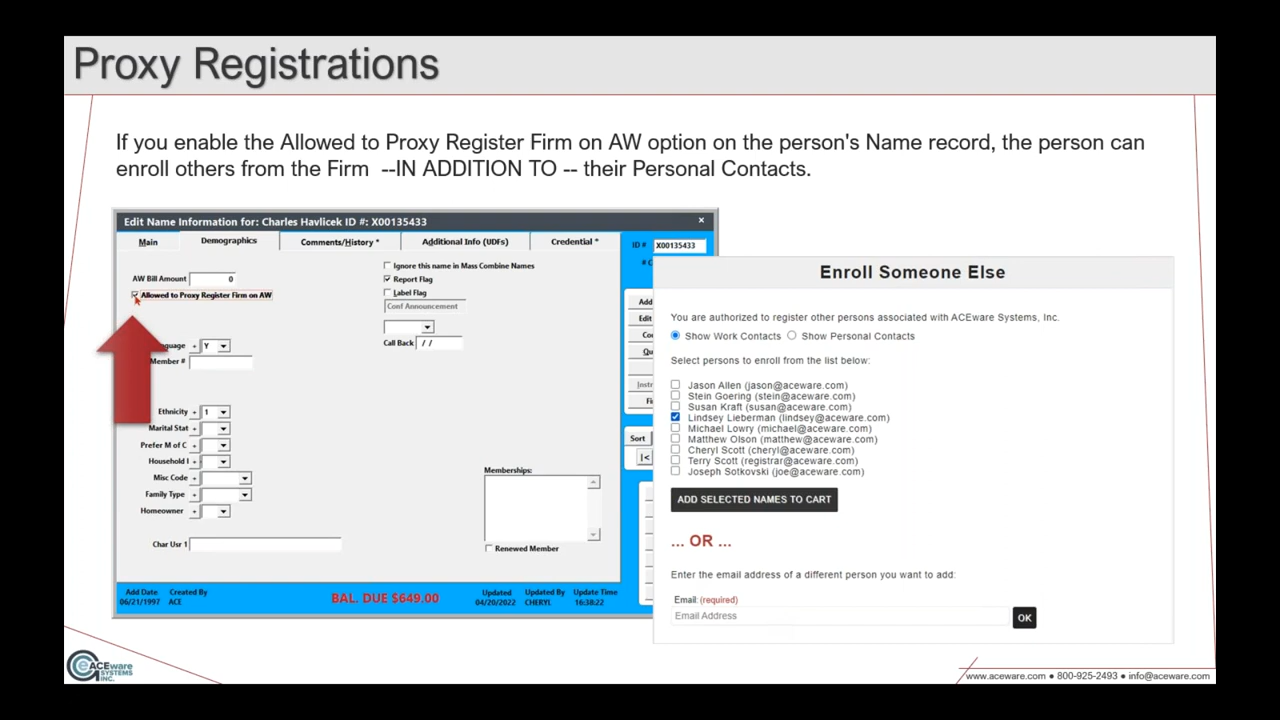 Proxy Registrations
If you enable the Allowed to Proxy Register Firm on AW option on the person's Name record, the person can
enroll others from the Firm --IN ADDITION TO -- their Personal Contacts.
Edit Name Information for: Charles Havlicek ID #: X00135433 ×
Main Demographics Comments/History * Additional Info (UDFs) Credential *
ID # X00135433
AW Bill Amount 0
Allowed to Proxy Register Firm on AW
Member #
Ethnicity + 1
Marital Stat +
Prefer M of C +
Household I +
Misc Code +
Family Type +
Homeowner +
Char Usr 1
Ignore this name in Mass Combine Names
Report Flag
Label Flag
Conf Announcement
Call Back / /
Memberships:
Renewed Member
Add
Edit
Sort
|<
Add Date Created By
06/21/1997 ACE
BAL. DUE $649.00
Updated Updated By Update Time
04/20/2022 CHERYL 16:38:22
Enroll Someone Else
You are authorized to register other persons associated with ACEware Systems, Inc.
Show Work Contacts Show Personal Contacts
Select persons to enroll from the list below:
Jason Allen (jason@aceware.com)
Stein Goering (stein@aceware.com)
Susan Kraft (susan@aceware.com)
Lindsey Lieberman (lindsey@aceware.com)
Michael Lowry (michael@aceware.com)
Matthew Olson (matthew@aceware.com)
Cheryl Scott (cheryl@aceware.com)
Terry Scott (registrar@aceware.com)
Joseph Sotkovski (joe@aceware.com)
ADD SELECTED NAMES TO CART
... OR ...
Enter the email address of a different person you want to add:
Email: (required)
Email Address
OK
ACEware
SYSTEMS
INC.
www.aceware.com ● 800-925-2493 ● info@aceware.com